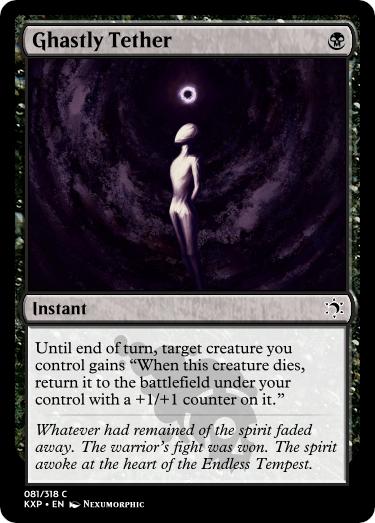 Ghastly Tether
Instant
Until end of turn, target creature you
control gains “When this creature dies,
return it to the battlefield under your
control with a +1/+1 counter on it.”
Whatever had remained of the spirit faded
away. The warrior's fight was won. The spirit
awoke at the heart of the Endless Tempest.
081/318 C
KXP • EN Nexumorphic